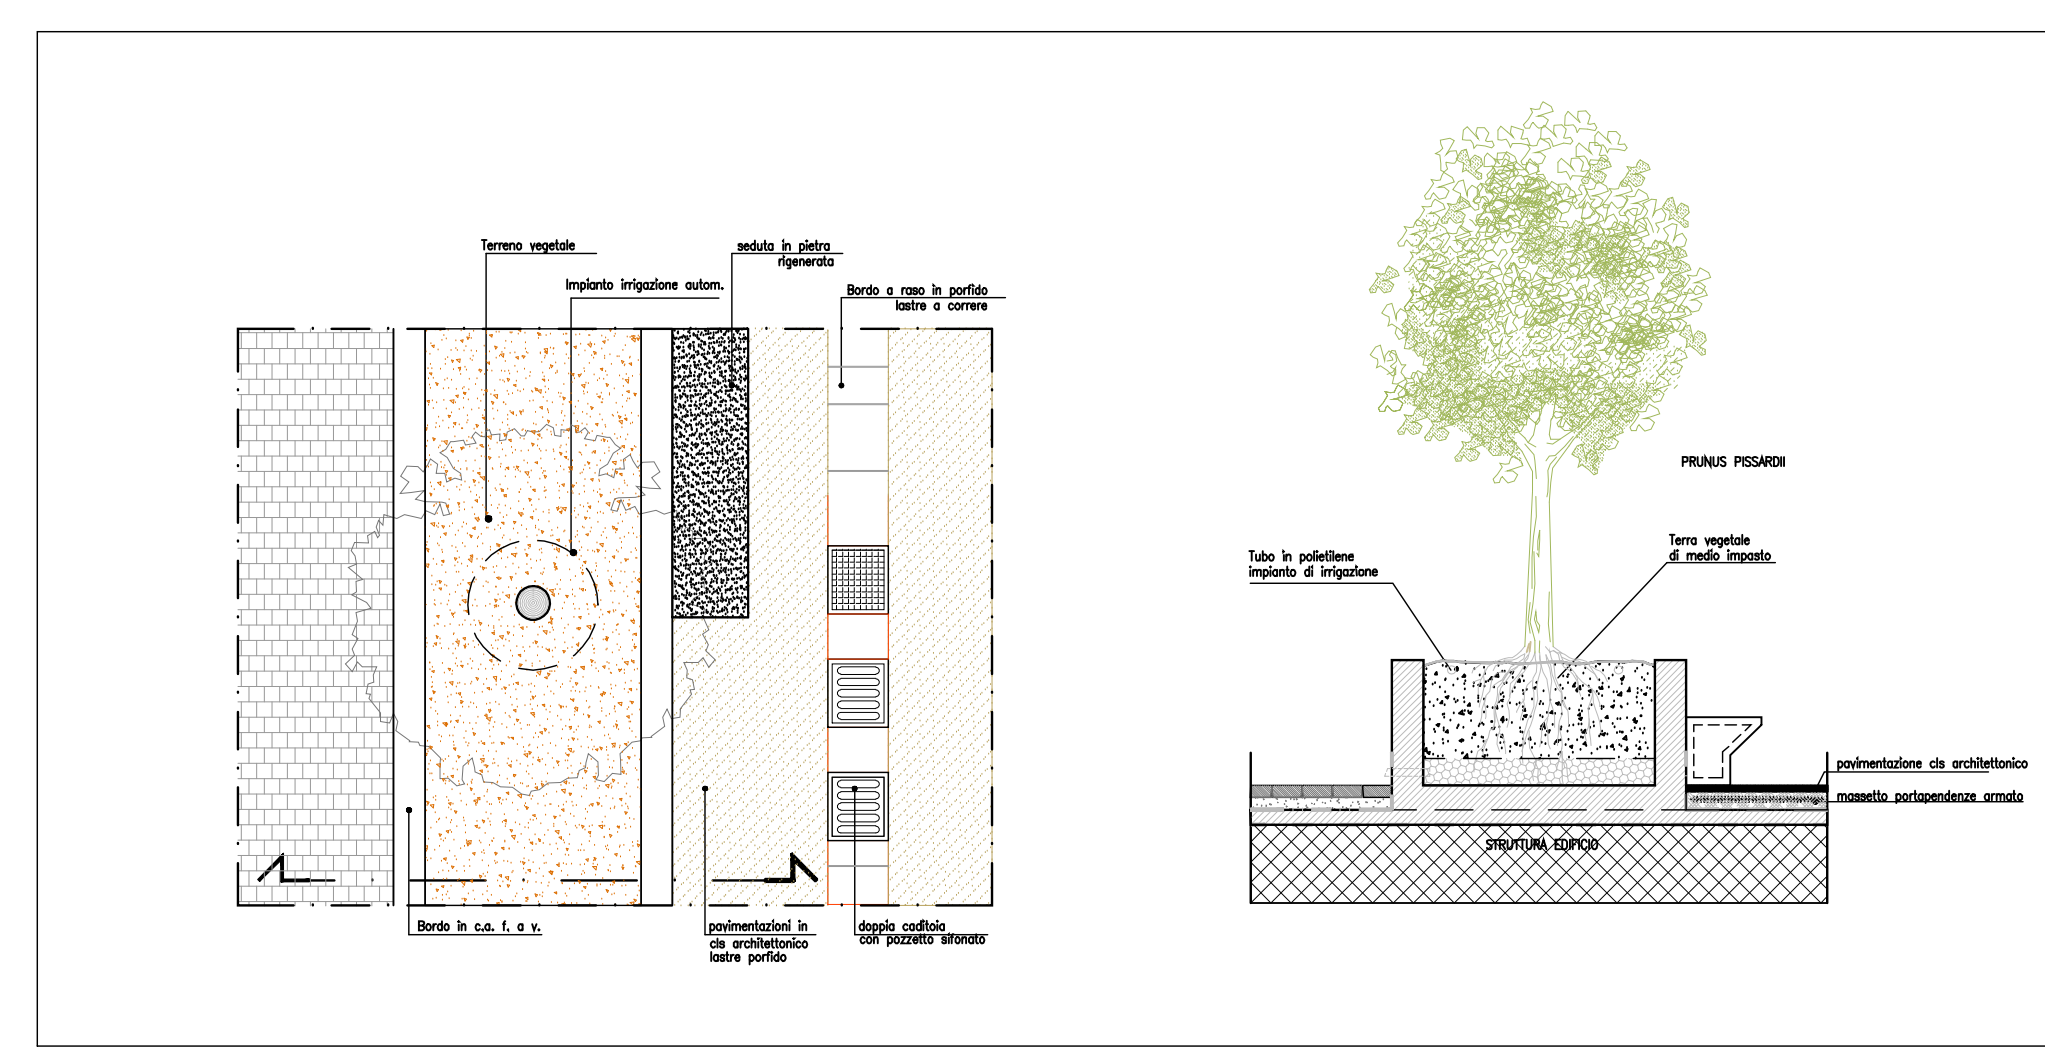 Terreno vegetale
Impianto irrigazione autom.
seduta in pietra
rigenerata
Bordo a raso in porfido
lastre a correre
Bordo in c.a. f. a v.
pavimentazioni in
cls architettonico
lastre porfido
doppia caditoia
con pozzetto sifonato
PRUNUS PISSARDII
Tubo in polietilene
impianto di irrigazione
Terra vegetale
di medio impasto
pavimentazione cls architettonico
massetto portapendenze armato
STRUTTURA EDIFICIO